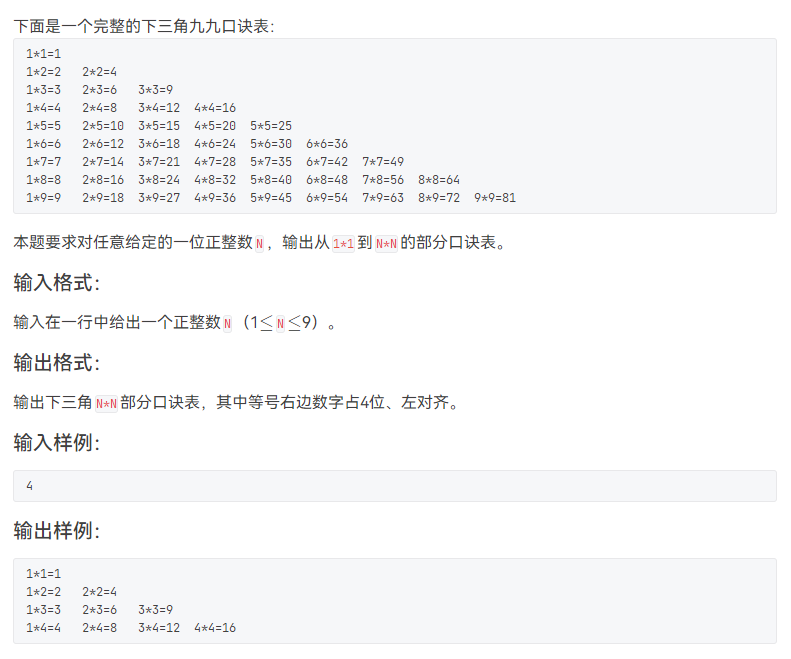 下面是一个完整的下三角九九口诀表：
1*1=1
1*2=2   2*2=4
1*3=3   2*3=6   3*3=9
1*4=4   2*4=8   3*4=12  4*4=16
1*5=5   2*5=10  3*5=15  4*5=20  5*5=25
1*6=6   2*6=12  3*6=18  4*6=24  5*6=30  6*6=36
1*7=7   2*7=14  3*7=21  4*7=28  5*7=35  6*7=42  7*7=49
1*8=8   2*8=16  3*8=24  4*8=32  5*8=40  6*8=48  7*8=56  8*8=64
1*9=9   2*9=18  3*9=27  4*9=36  5*9=45  6*9=54  7*9=63  8*9=72  9*9=81
本题要求对任意给定的一位正整数N，输出从1*1到N*N的部分口诀表。
输入格式：
输入在一行中给出一个正整数N（1≤N≤9）。
输出格式：
输出下三角N*N部分口诀表，其中等号右边数字占4位、左对齐。
输入样例：
4
输出样例：
1*1=1
1*2=2   2*2=4
1*3=3   2*3=6   3*3=9
1*4=4   2*4=8   3*4=12  4*4=16